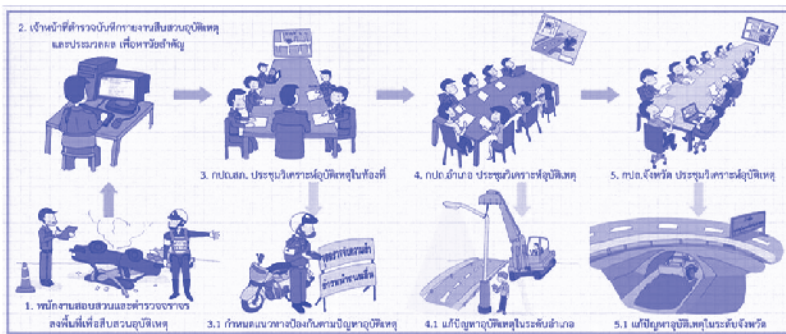 2. เจ้าหน้าที่ตำรวจบันทึกรายงานสืบสวนอุบัติเหตุ
และประมวลผล เพื่อหาข้อสำคัญ
3. กปถ.สภ. ประชุมวิเคราะห์อุบัติเหตุในท้องที่
4. กปถ.อำเภอ ประชุมวิเคราะห์อุบัติเหตุ
5. กปถ.จังหวัด ประชุมวิเคราะห์อุบัติเหตุ
1. พนักงานสอบสวนและตำรวจจราจร
ลงพื้นที่เพื่อสืบสวนอุบัติเหตุ
3.1 กำหนดแนวทางป้องกันตามปัญหาอุบัติเหตุ
4.1 แก้ปัญหาอุบัติเหตุในระดับอำเภอ
5.1 แก้ปัญหาอุบัติเหตุในระดับจังหวัด